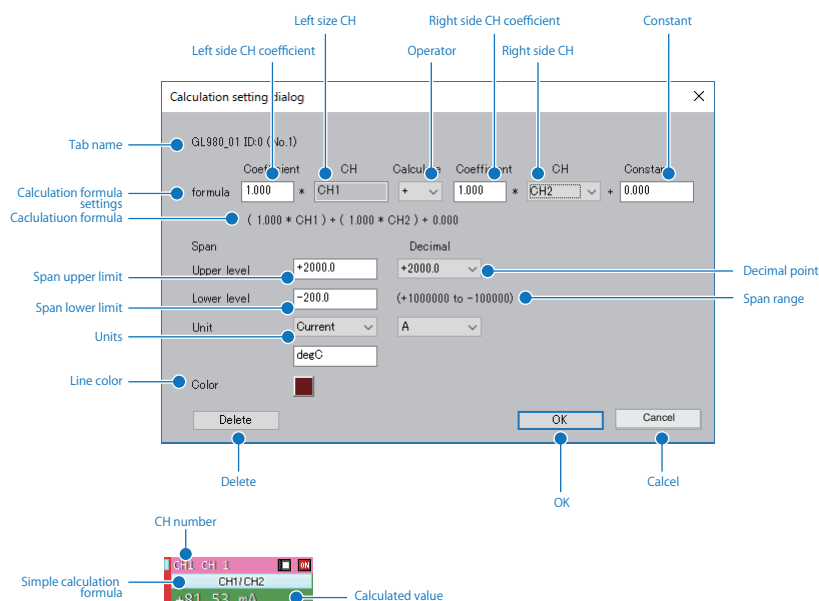 Left size CH
Right side CH coefficient
Constant
Left side CH coefficient
Operator
Right side CH
Calculation setting dialog
Tab name
GL980_01 ID:0 (No.1)
Coefficient CH Calculate Coefficient CH Constant
Calculation formula settings
formula 1.000 * CH1 + 1.000 * CH2 + 0.000
Caclulatiuon formula
( 1.000 * CH1 ) + ( 1.000 * CH2 ) + 0.000
Span Decimal
Span upper limit
Upper level +2000.0 +2000.0
Decimal point
Span lower limit
Lower level -200.0 (+1000000 to -100000)
Span range
Units
Unit Current A
degC
Line color
Color
Delete OK Cancel
Delete
OK
Calcel
CH number
CH1 CH 1 ON
Simple calculation formula
CH1/CH2
+81.53 mA
Calculated value